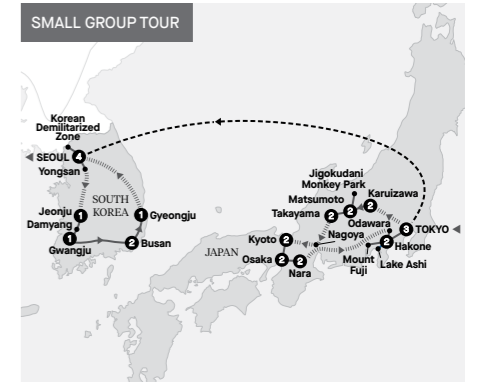 SMALL GROUP TOUR
Korean
Demilitarized
Zone
SEOUL 4
Yongsan
SOUTH
KOREA
Jeonju 1
Damyang
1
Gwangju
1 Gyeongju
2 Busan
Jigokudani
Monkey Park
Matsumoto 2
Karuizawa 2
Takayama 2
Odawara
3 TOKYO
Nagoya
Kyoto 2
JAPAN
Osaka 2
2
Nara
2 Hakone
Mount
Fuji
Lake Ashi